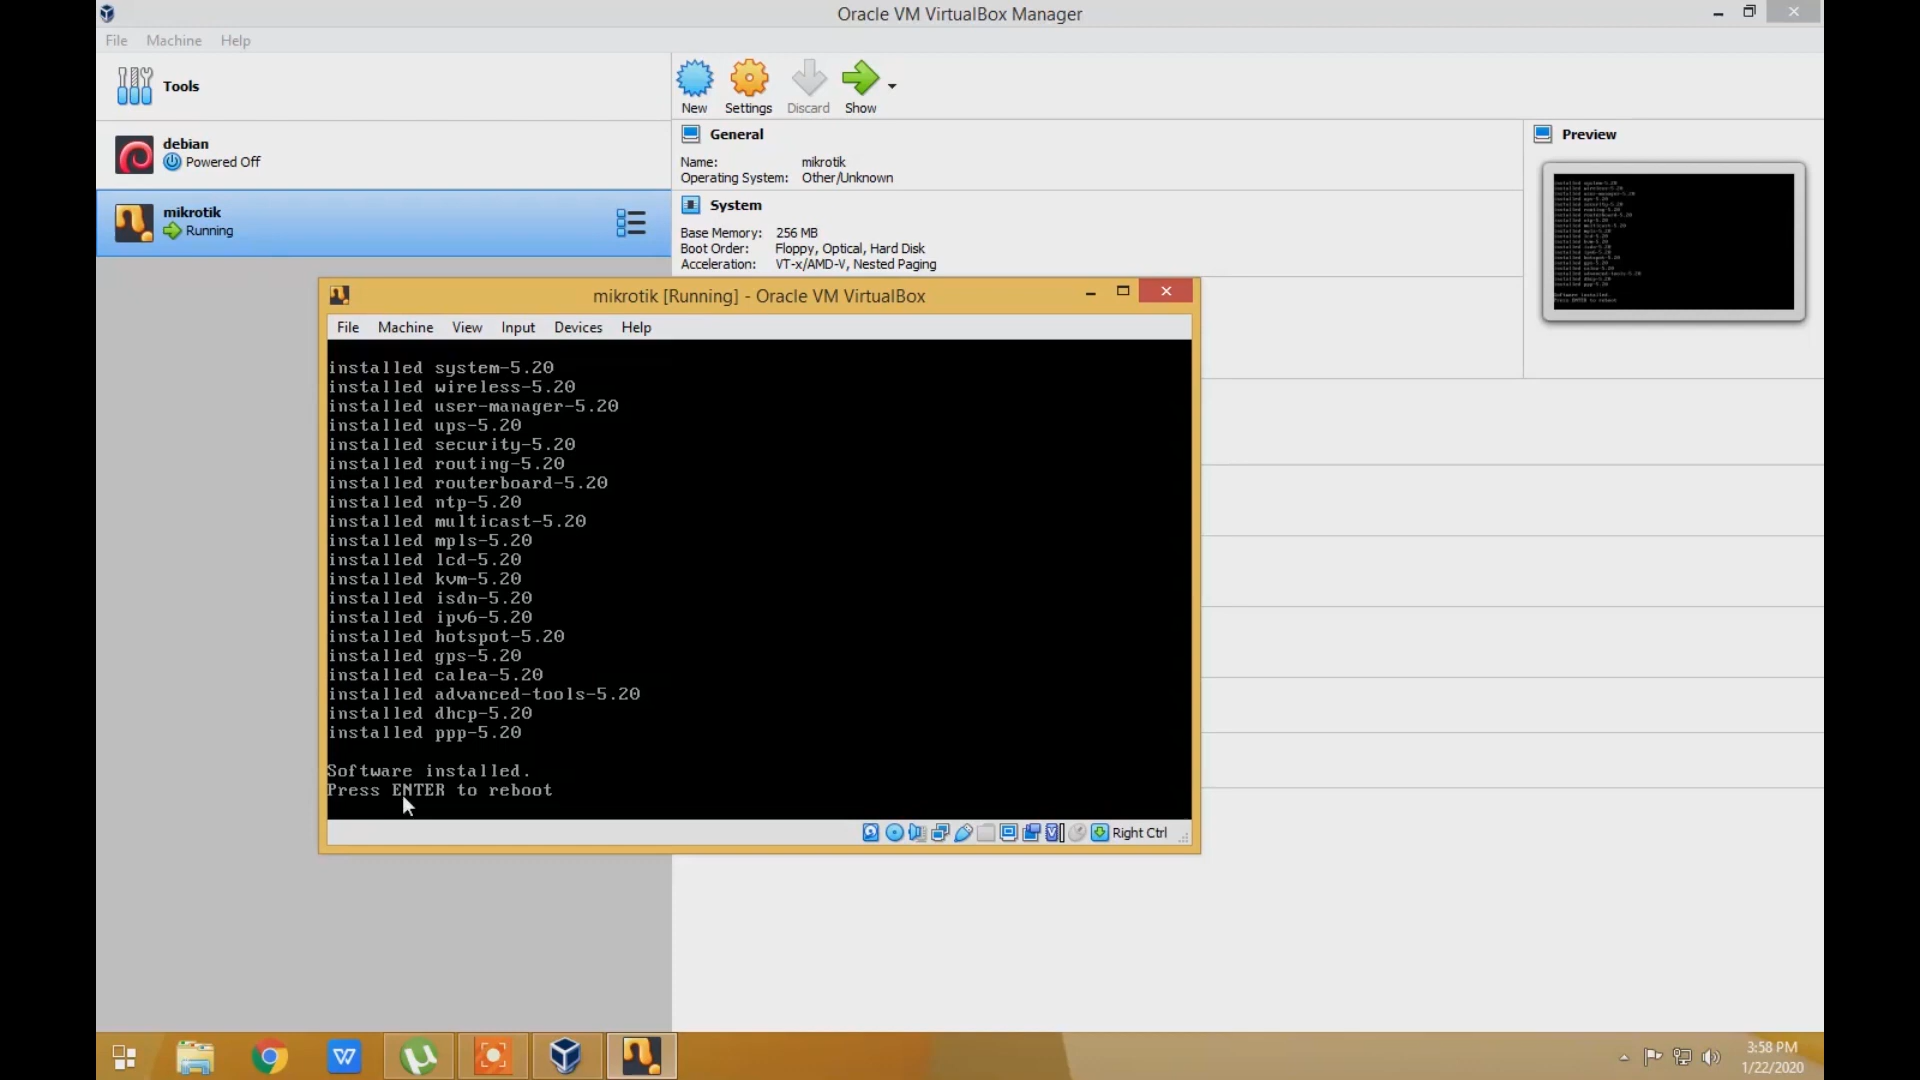 Oracle VM VirtualBox Manager
File Machine Help
Tools
New Settings Discard Show
debian
Powered Off
mikrotik
Running
General
Name: mikrotik
Operating System: Other/Unknown
System
Base Memory: 256 MB
Boot Order: Floppy, Optical, Hard Disk
Acceleration: VT-x/AMD-V, Nested Paging
Preview
mikrotik [Running] - Oracle VM VirtualBox
File Machine View Input Devices Help
installed system-5.20
installed wireless-5.20
installed user-manager-5.20
installed ups-5.20
installed security-5.20
installed routing-5.20
installed routerboard-5.20
installed ntp-5.20
installed multicast-5.20
installed mpls-5.20
installed lcd-5.20
installed kvm-5.20
installed isdn-5.20
installed ipv6-5.20
installed hotspot-5.20
installed gps-5.20
installed calea-5.20
installed advanced-tools-5.20
installed dhcp-5.20
installed ppp-5.20
Software installed.
Press ENTER to reboot
Right Ctrl
3:58 PM
1/22/2020